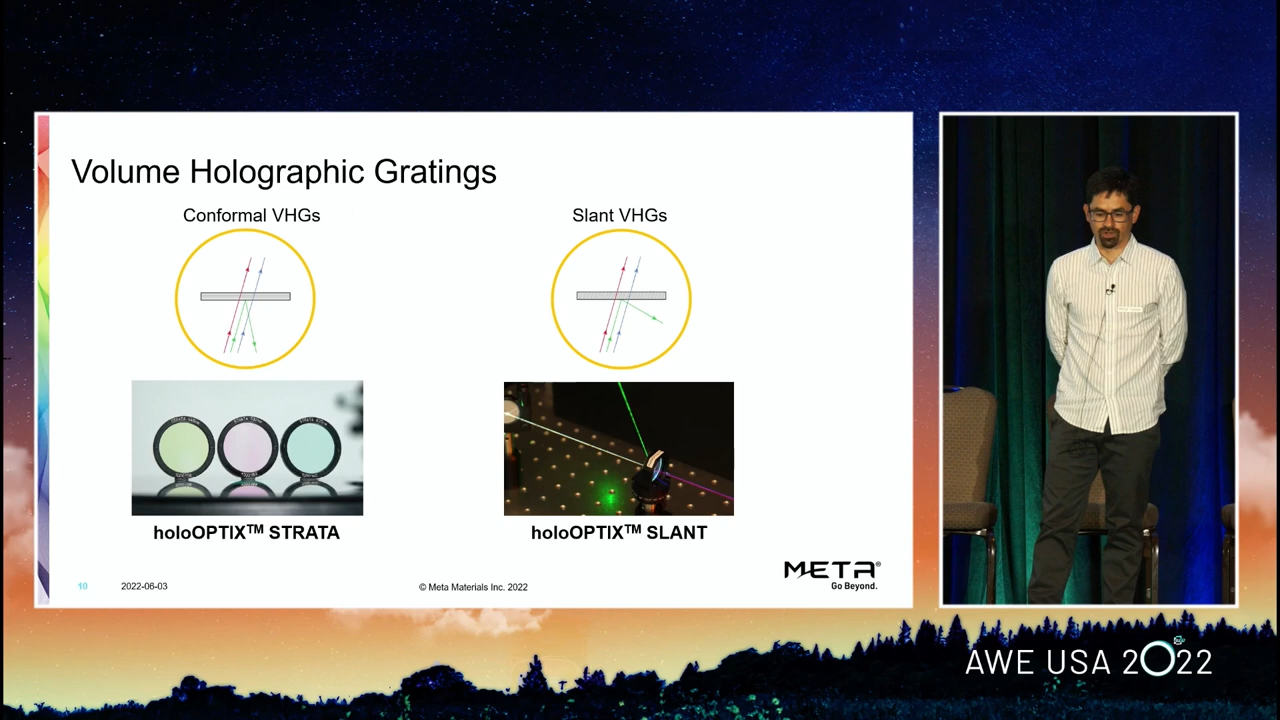 Volume Holographic Gratings
Conformal VHGs
Slant VHGs
holoOPTIX™ STRATA
holoOPTIX™ SLANT
10
2022-06-03
© Meta Materials Inc. 2022
META®
Go Beyond.
AWE USA 2022